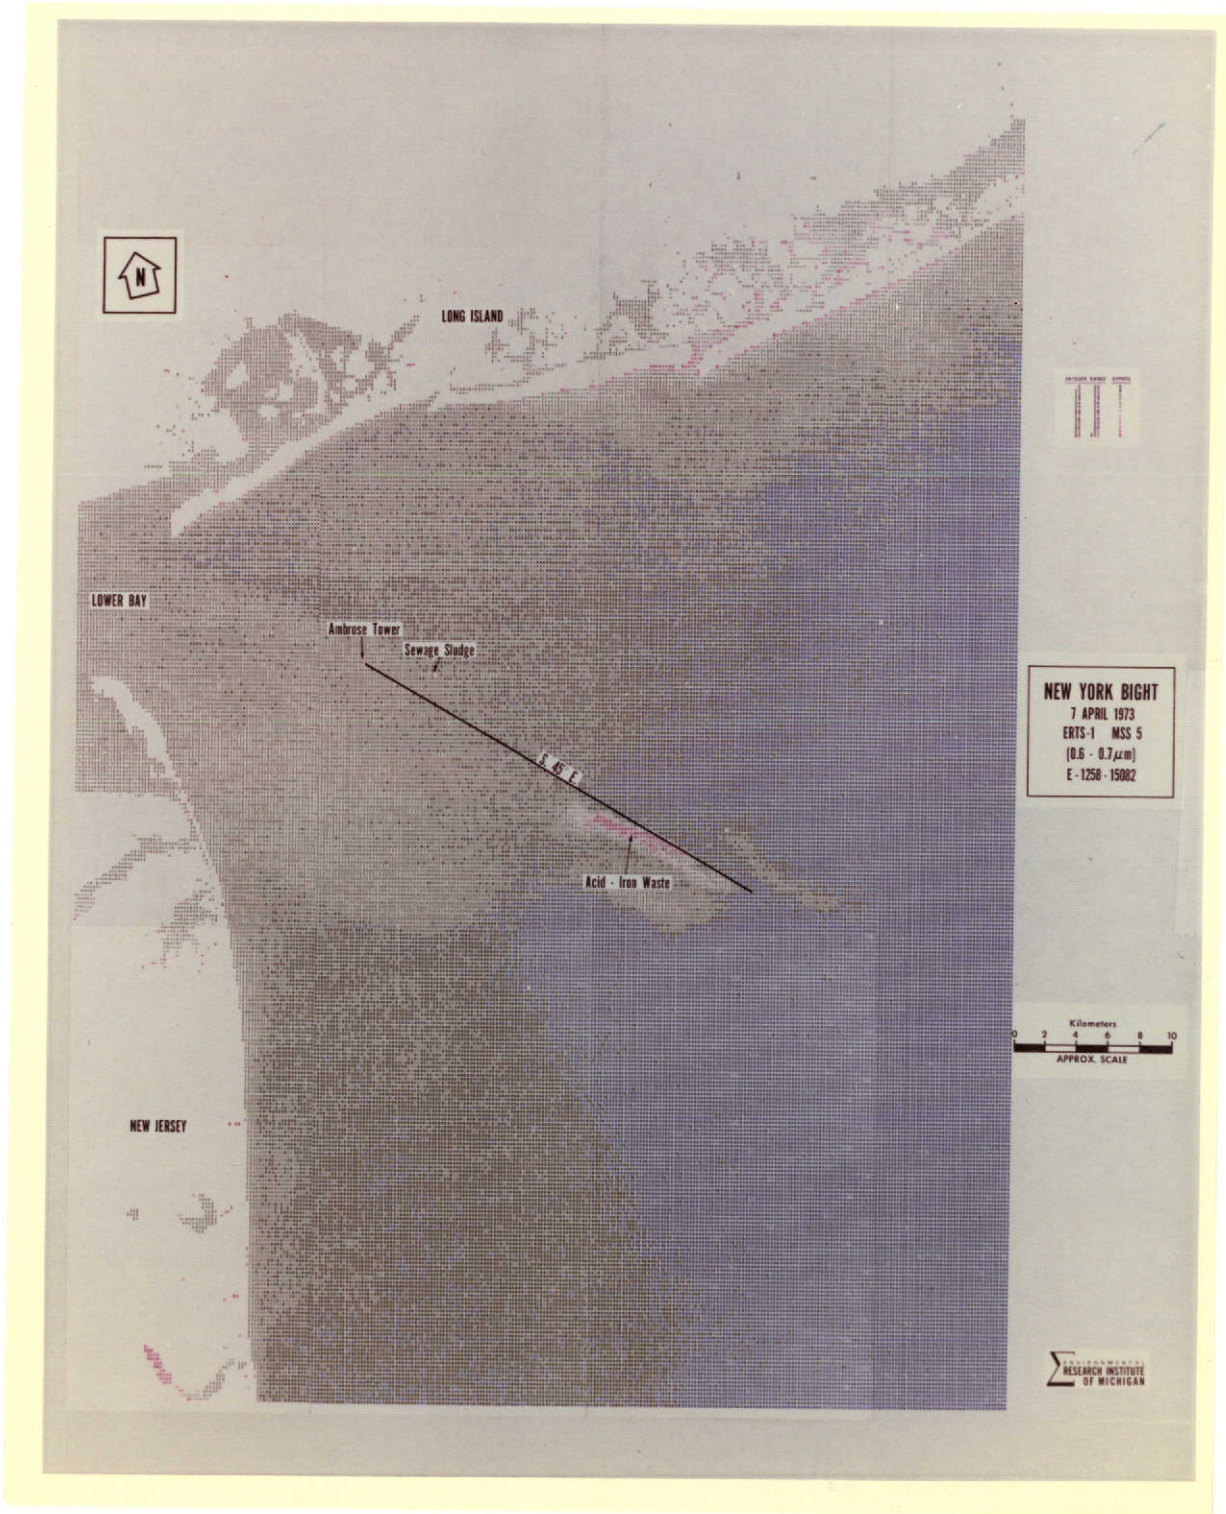 N
LONG ISLAND
LOWER BAY
Ambrose Tower
Sewage Sludge
S. 45 E.
Acid - Iron Waste
NEW JERSEY
NEW YORK BIGHT
7 APRIL 1973
ERTS-1 MSS 5
(0.6 - 0.7μm)
E-1258-15082
Kilometers
0 2 4 6 8 10
APPROX. SCALE
ENVIRONMENTAL
RESEARCH INSTITUTE
OF MICHIGAN